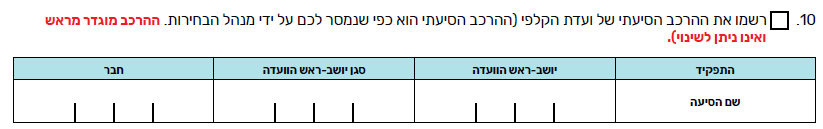 10. רשמו את ההרכב הסיעתי של ועדת הקלפי (ההרכב הסיעתי הוא כפי שנמסר לכם על ידי מנהל הבחירות. ההרכב מוגדר מראש
ואינו ניתן לשינוי).
התפקיד יושב-ראש הוועדה סגן יושב-ראש הוועדה חבר
שם הסיעה